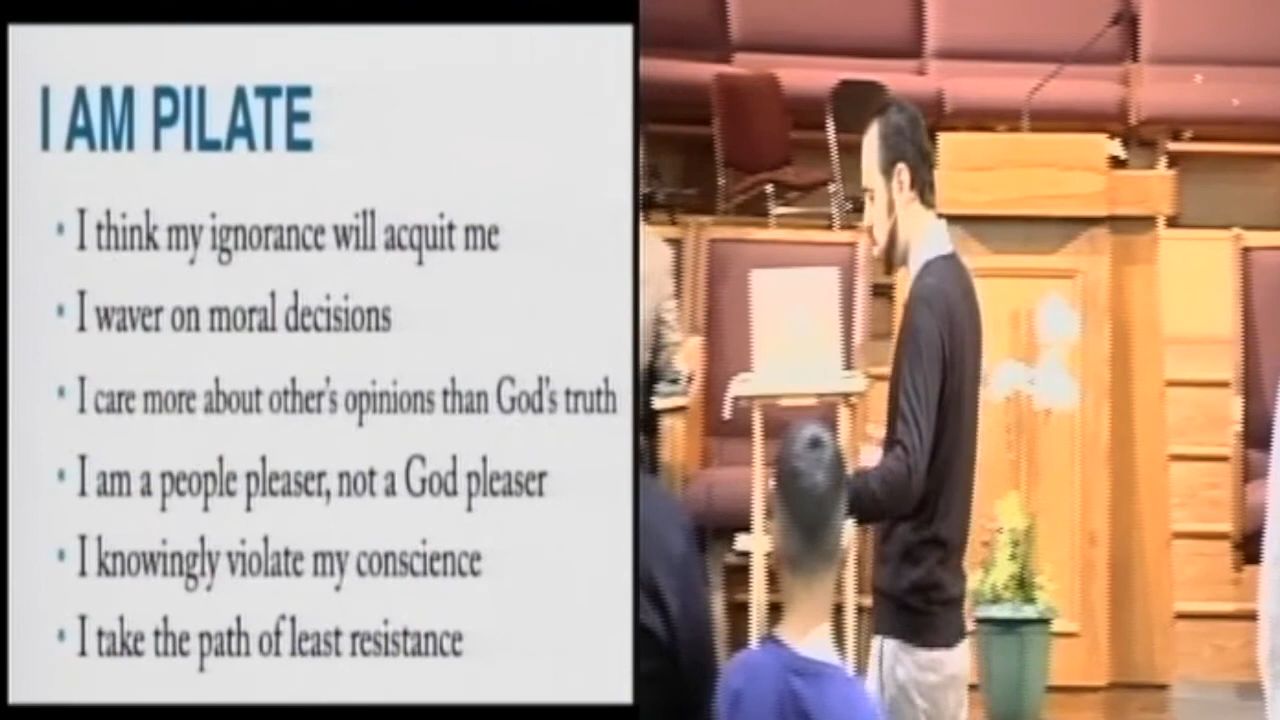 I AM PILATE
• I think my ignorance will acquit me
• I waver on moral decisions
• I care more about other's opinions than God's truth
• I am a people pleaser, not a God pleaser
• I knowingly violate my conscience
• I take the path of least resistance